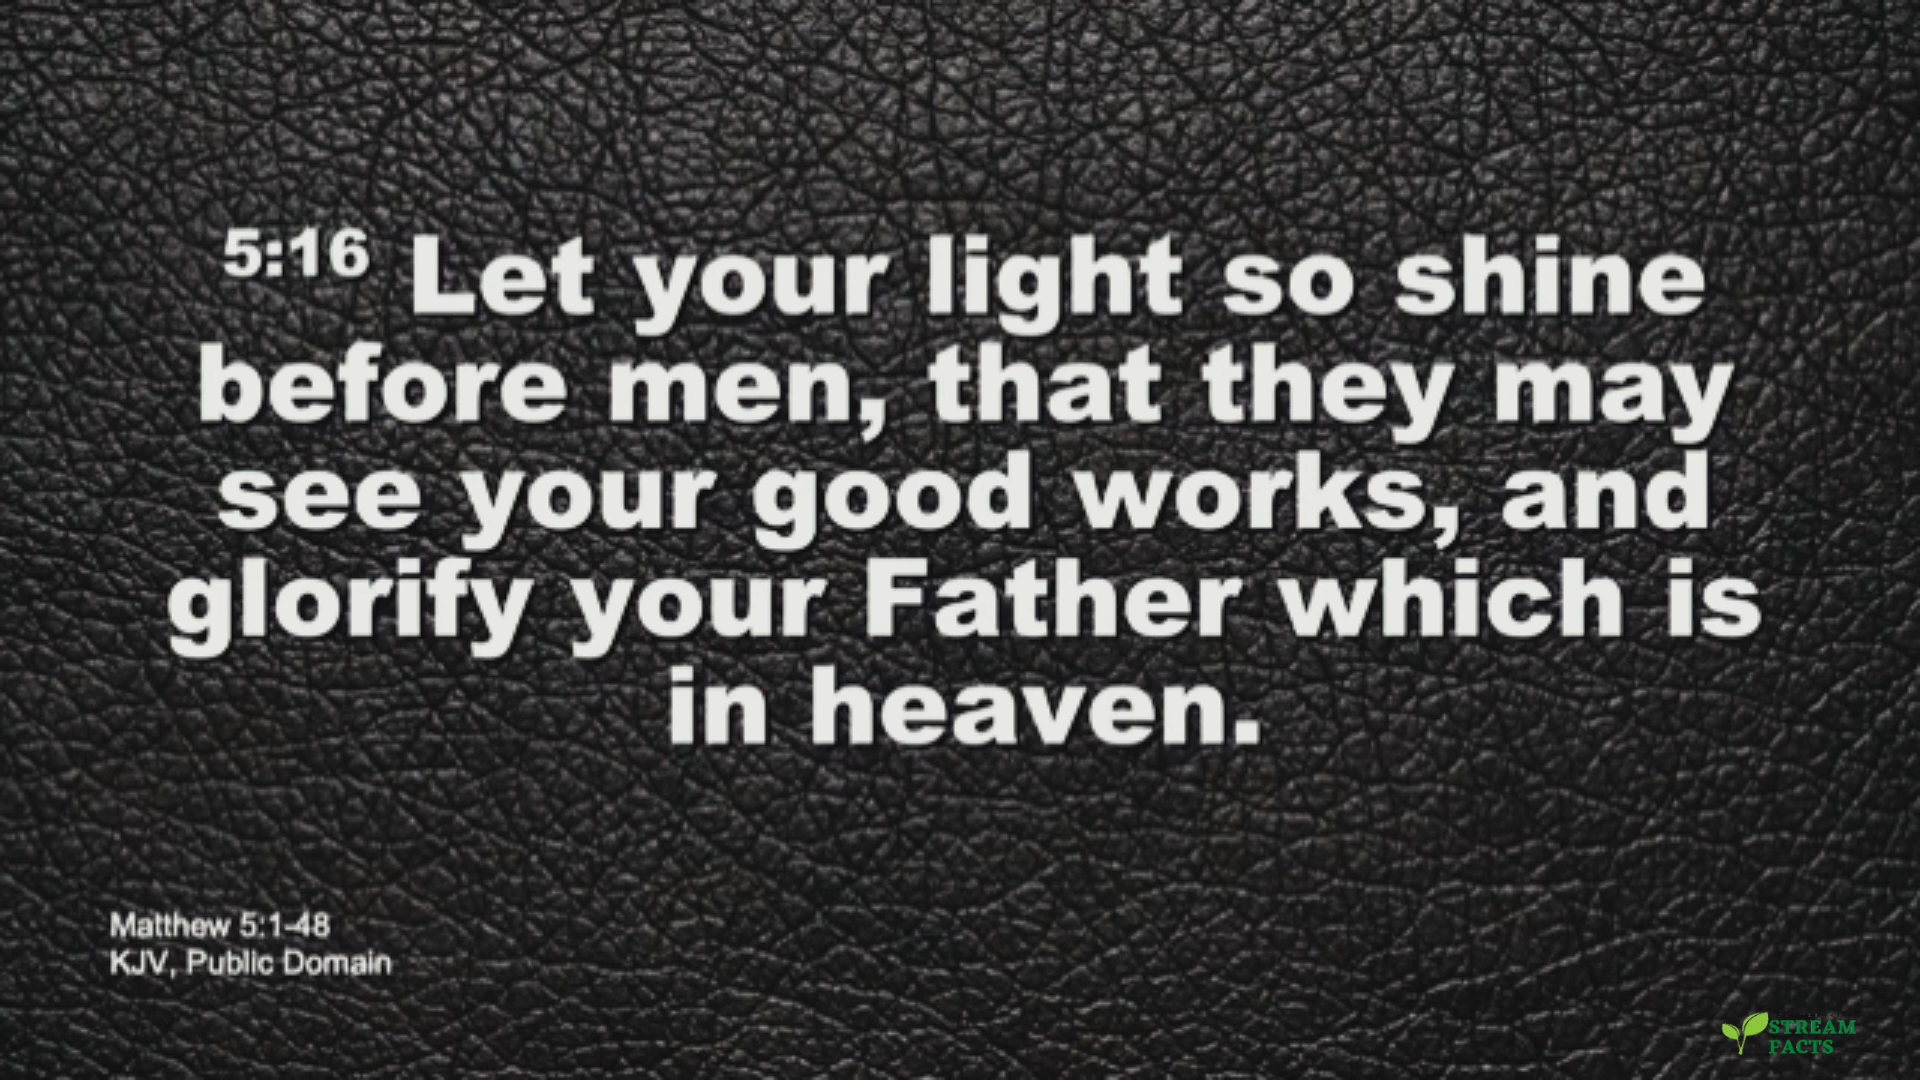 5:16 Let your light so shine
before men, that they may
see your good works, and
glorify your Father which is
in heaven.
Matthew 5:1-48
KJV, Public Domain
STREAM
FACTS